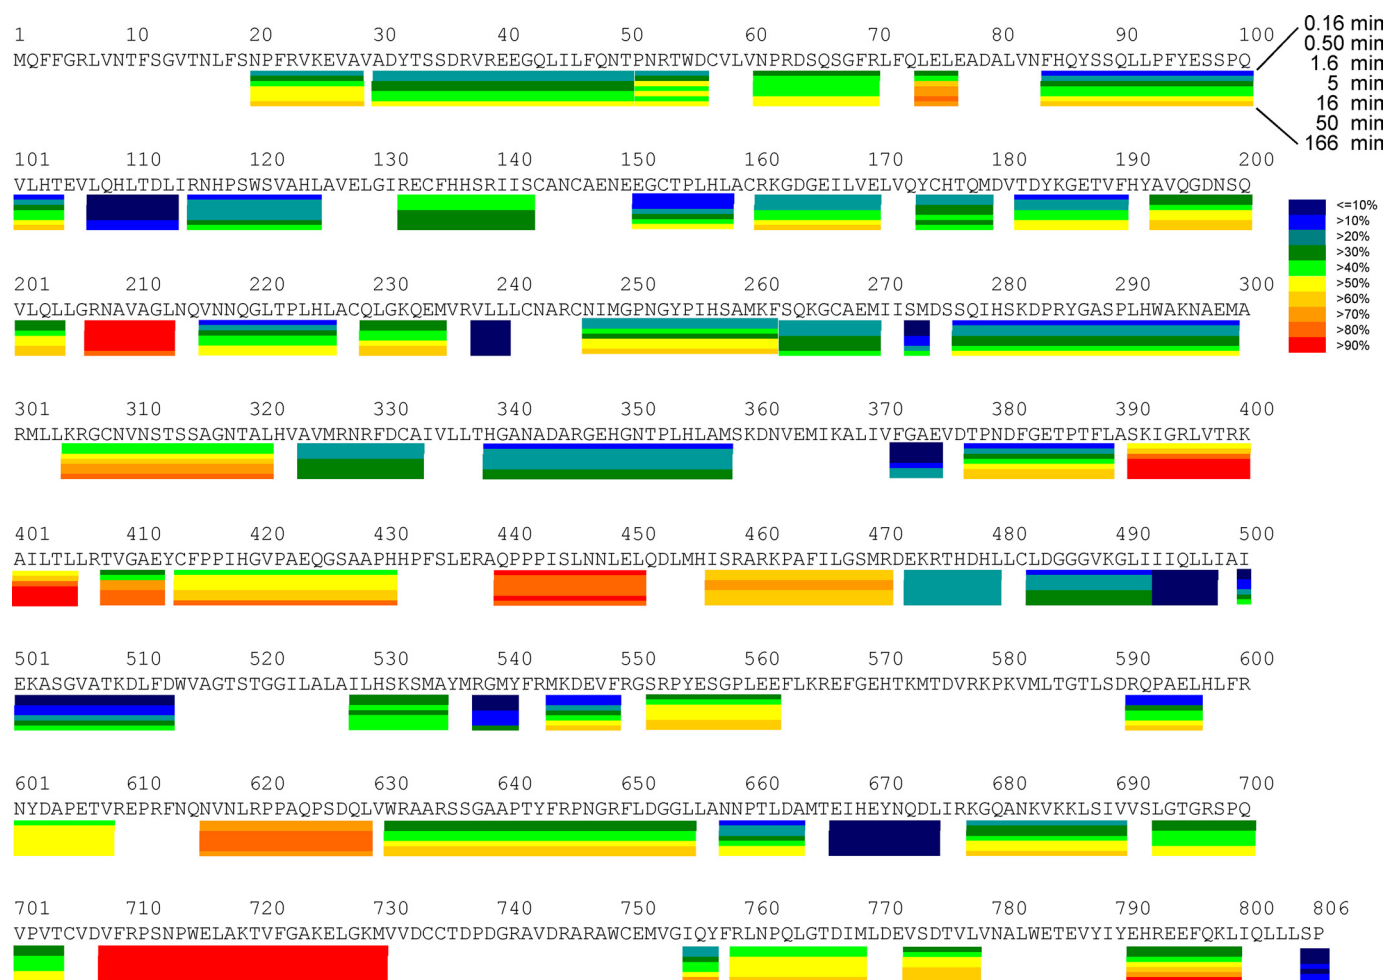 1 10 20 30 40 50 60 70 80 90 100
MQFFGRLVNTFSGVTNLFSNPFRVKEVAVADYTSSDRVREEGQLILFQNTPNRTWDCVLVNPRDSQSGFRLFQLELEADALVNFHQYSSQLLPFYESSPQ
0.16 min
0.50 min
1.6 min
5 min
16 min
50 min
166 min
101 110 120 130 140 150 160 170 180 190 200
VLHTEVLQHLTDLIRNHPSWSVAHLAVELGIRECFHHSRIISCANCAENEEGCTPLHLACRKGDGEILVELVQYCHTQMDVTDYKGETVFHYAVQGDNSQ
<=10%
>10%
>20%
>30%
>40%
>50%
>60%
>70%
>80%
>90%
201 210 220 230 240 250 260 270 280 290 300
VLQLLGRNAVAGLNQVNNQGLTPLHLACQLGKQEMVRVLLLCNARCNIMGPNGYPIHSAMKFSQKGCAEMIISMDSSQIHSKDPRYGASPLHWAKNAEMA
301 310 320 330 340 350 360 370 380 390 400
RMLLKRGCNVNSTSSAGNTALHVAVMRNRFDCAIVLLTHGANADARGEHGNTPLHLAMSKDNVEMIKALIVFGAEVDTPNDFGETPTFLASKIGRLVTRK
401 410 420 430 440 450 460 470 480 490 500
AILTLLRTVGAEYCFPPIHGVPAEQGSAAPHHPFSLERAQPPPISLNNLELQDLMHISRARKPAFILGSMRDEKRTHDHLLCLDGGGVKGLIIIQLLIAI
501 510 520 530 540 550 560 570 580 590 600
EKASGVATKDLFDWVAGTSTGGILALAILHSKSMAYMRGMYFRMKDEVFRGSRPYESGPLEEFLKREFGEHTKMTDVRKPKVMLTGTLSDRQPAELHLFR
601 610 620 630 640 650 660 670 680 690 700
NYDAPETVREPRFNQNVNLRPPAQPSDQLVWRAARSSGAAPTYFRPNGRFLDGGLLANNPTLDAMTEIHEYNQDLIRKGQANKVKKLSIVVSLGTGRSPQ
701 710 720 730 740 750 760 770 780 790 800 806
VPVTCVDVFRPSNPWELAKTVFGAKELGKMVVDCCTDPDGRAVDRARAWCEMVGIQYFRLNPQLGTDIMLDEVSDTVLVNALWETEVYIYEHREEFQKLIQLLLSP